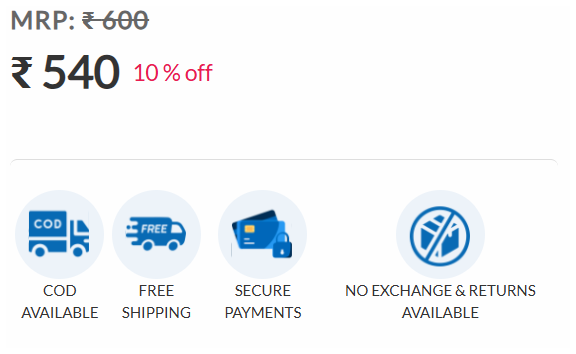 MRP: ₹ 600
₹ 540 10 % off
COD
FREE
COD
AVAILABLE
FREE
SHIPPING
SECURE
PAYMENTS
NO EXCHANGE & RETURNS
AVAILABLE